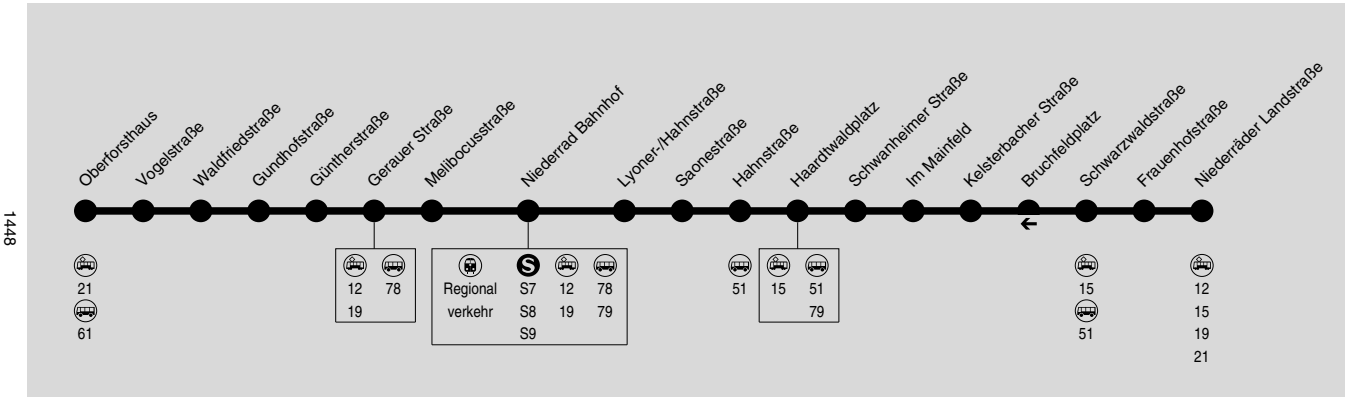 Oberforsthaus
Vogelstraße
Waldfriedstraße
Gundhofstraße
Güntherstraße
Gerauer Straße
Melibocusstraße
Niederrad Bahnhof
Lyoner-/Hahnstraße
Saonestraße
Hahnstraße
Haardtwaldplatz
Schwanheimer Straße
Im Mainfeld
Kelsterbacher Straße
Bruchfeldplatz
Schwarzwaldstraße
Frauenhofstraße
Niederräder Landstraße
21
61
12 78
19
Regional S7 12 78
verkehr S8 19 79
S9
51
15 51
79
15
51
12
15
19
21
1448